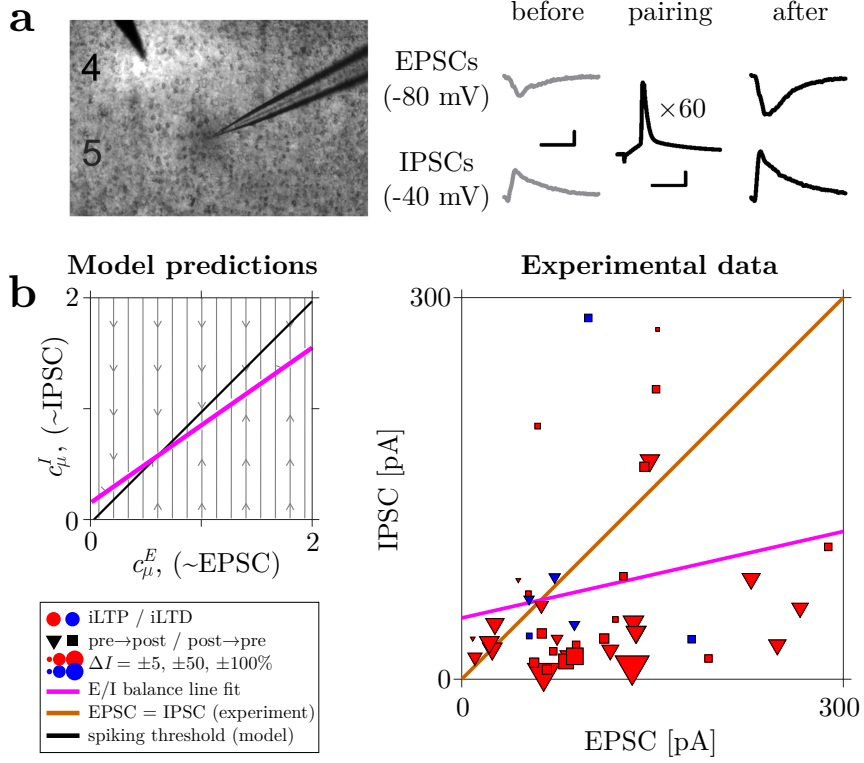 a
before pairing after
4
5
EPSCs
(-80 mV)
×60
IPSCs
(-40 mV)
b
Model predictions
Experimental data
2
0
0 2
c_μ^I, (~IPSC)
c_μ^E, (~EPSC)
300
0
0 300
IPSC [pA]
EPSC [pA]
iLTP / iLTD
pre→post / post→pre
ΔI = ±5, ±50, ±100%
E/I balance line fit
EPSC = IPSC (experiment)
spiking threshold (model)